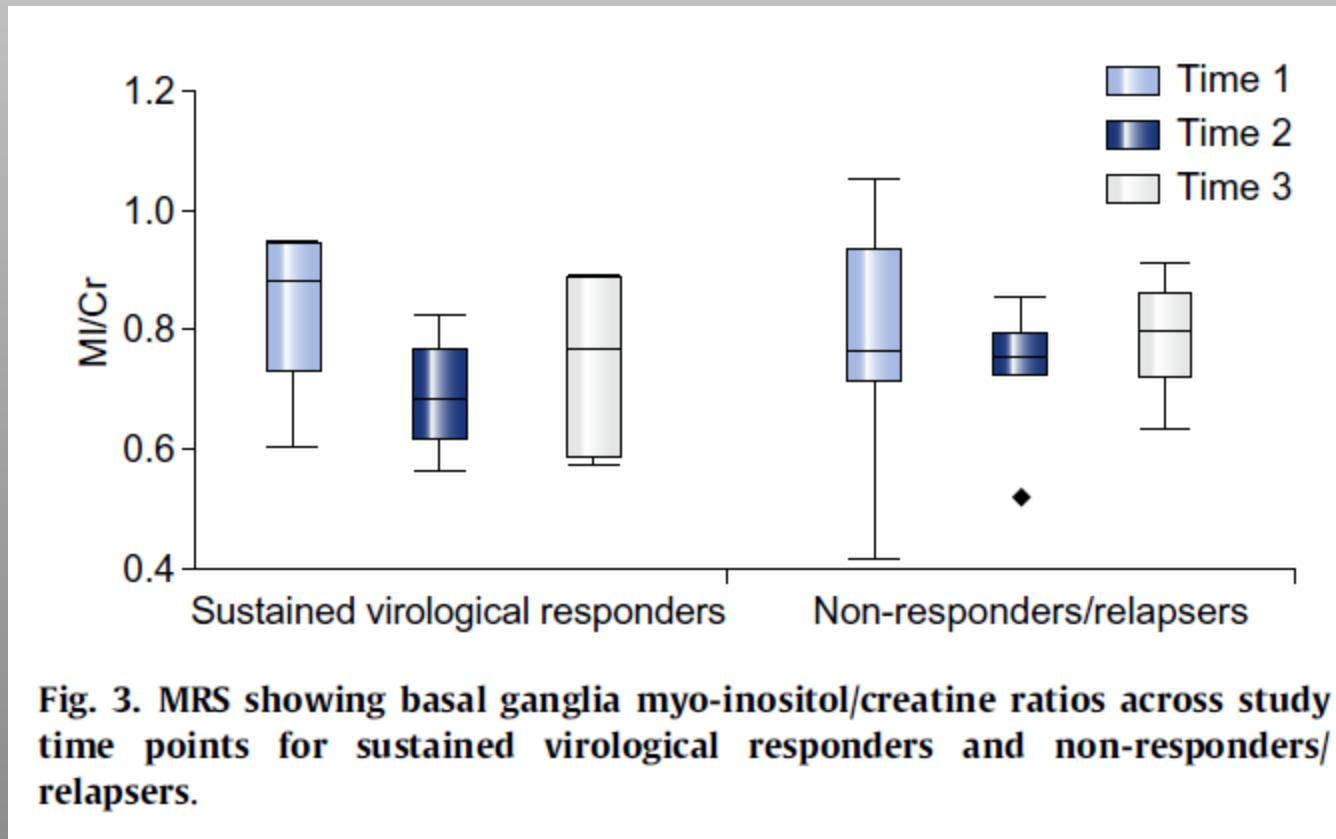 Time 1
Time 2
Time 3
1.2
1.0
0.8
0.6
0.4
MI/Cr
Sustained virological responders
Non-responders/relapsers
Fig. 3. MRS showing basal ganglia myo-inositol/creatine ratios across study
time points for sustained virological responders and non-responders/
relapsers.